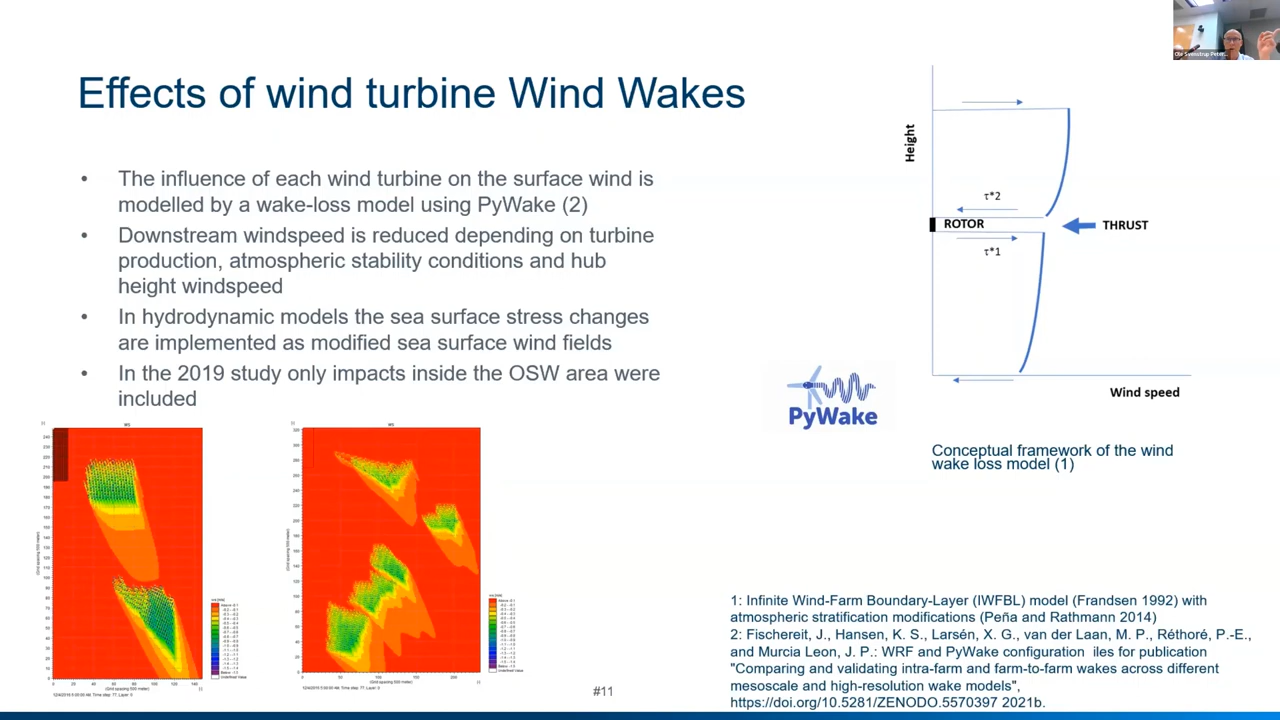 Effects of wind turbine Wind Wakes
• The influence of each wind turbine on the surface wind is
modelled by a wake-loss model using PyWake (2)
• Downstream windspeed is reduced depending on turbine
production, atmospheric stability conditions and hub
height windspeed
• In hydrodynamic models the sea surface stress changes
are implemented as modified sea surface wind fields
• In the 2019 study only impacts inside the OSW area were
included
Height
τ*2
ROTOR
THRUST
τ*1
Wind speed
PyWake
Conceptual framework of the wind
wake loss model (1)
1: Infinite Wind-Farm Boundary-Layer (IWFBL) model (Frandsen 1992) with
atmospheric stratification modifications (Peña and Rathmann 2014)
2: Fischereit, J., Hansen, K. S., Larsén, X. G., van der Laan, M. P., Réthoré, P.-E.,
and Murcia Leon, J. P.: WRF and PyWake configuration iles for publication
"Comparing and validating intra-farm and farm-to-farm wakes across different
mesoscale and high-resolution wake models",
https://doi.org/10.5281/ZENODO.5570397 2021b.
#11